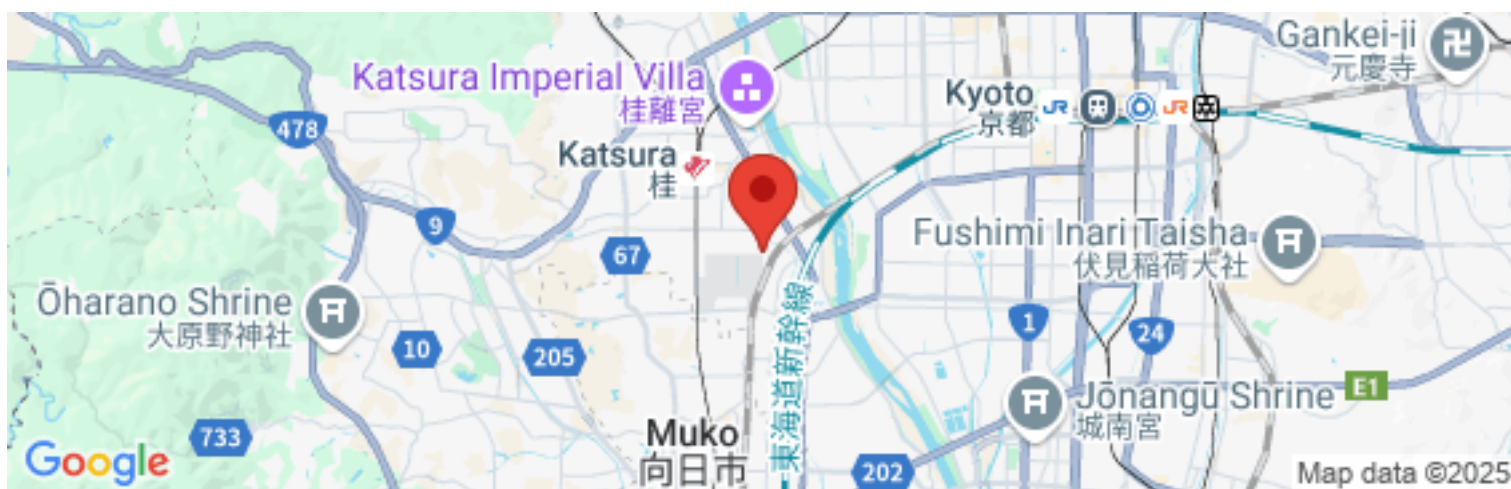 Gankei-ji
元慶寺
Katsura Imperial Villa
桂離宮
Kyoto
京都
JR
JR
478
Katsura
桂
9
67
Fushimi Inari Taisha
伏見稲荷大社
Ōharano Shrine
大原野神社
10
205
東海道新幹線
1
24
E1
Jōnangū Shrine
城南宮
733
Muko
向日市
202
Google
Map data ©2025